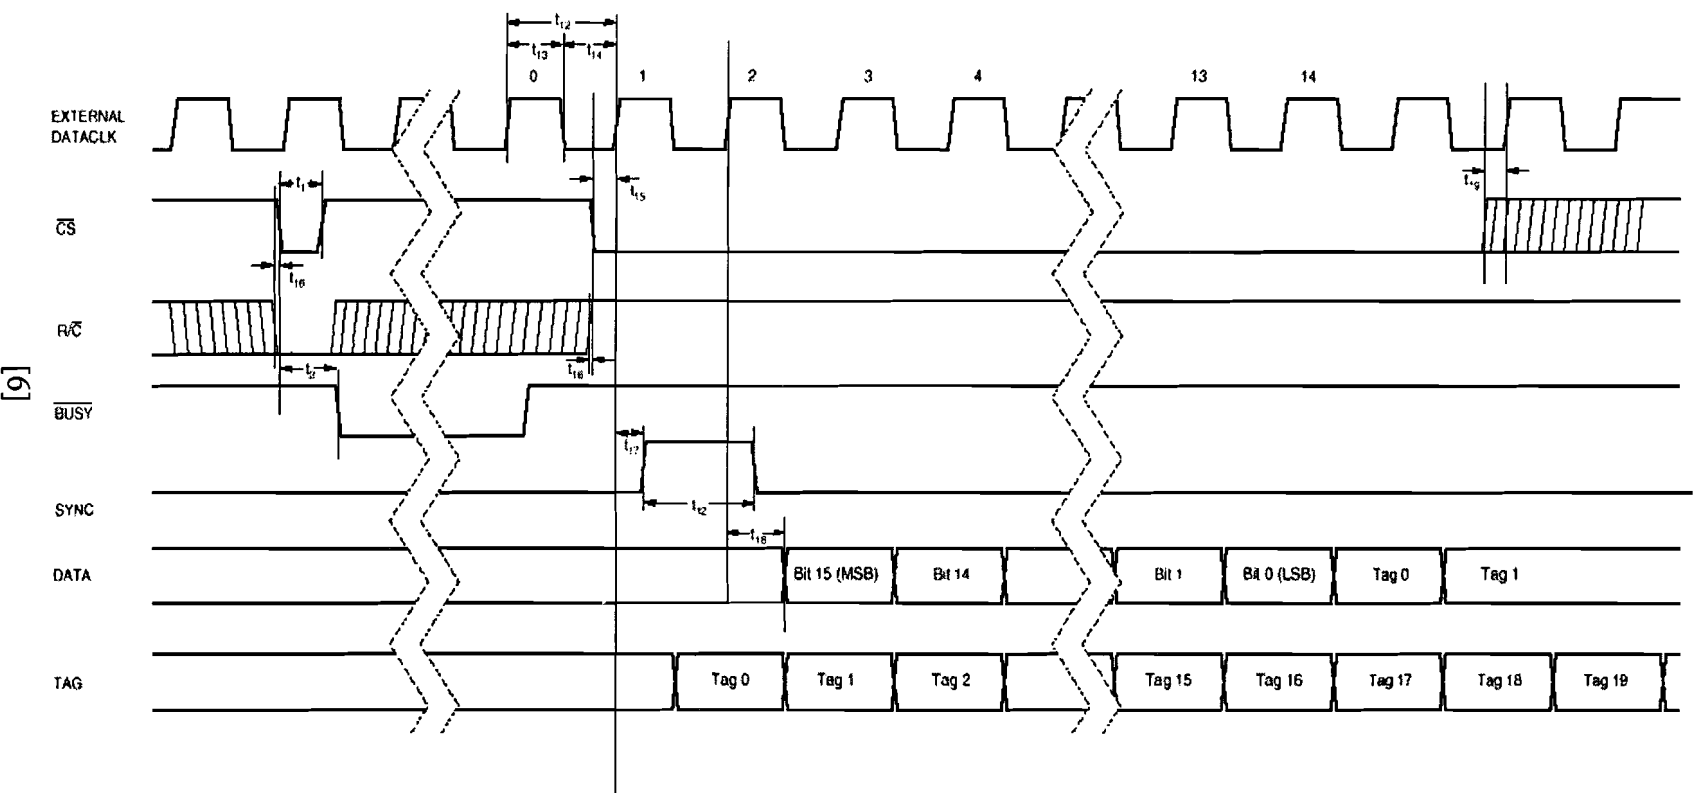 t12
t13 t14
0 1 2 3 4 13 14
EXTERNAL
DATACLK
t1 t15 t19
CS
t16
R/C
t2 t16
[6]
BUSY
t17
SYNC
t12
t18
DATA Bit 15 (MSB) Bit 14 Bit 1 Bit 0 (LSB) Tag 0 Tag 1
TAG Tag 0 Tag 1 Tag 2 Tag 15 Tag 16 Tag 17 Tag 18 Tag 19